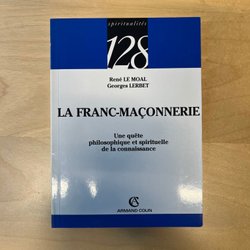 spiritualités
128
René LE MOAL
Georges LERBET
LA FRANC-MAÇONNERIE
Une quête
philosophique et spirituelle
de la connaissance
ARMAND COLIN